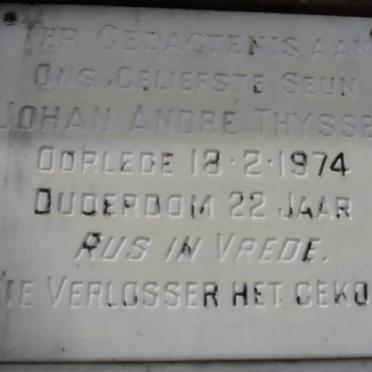 TER GEDAGTENIS AAN
ONS GELIEFSTE SEUN
JOHAN ANDRÉ THYSSE
OORLEDE 18·2·1974
OUDERDOM 22 JAAR
RUS IN VREDE.
DIE VERLOSSER HET GEKO